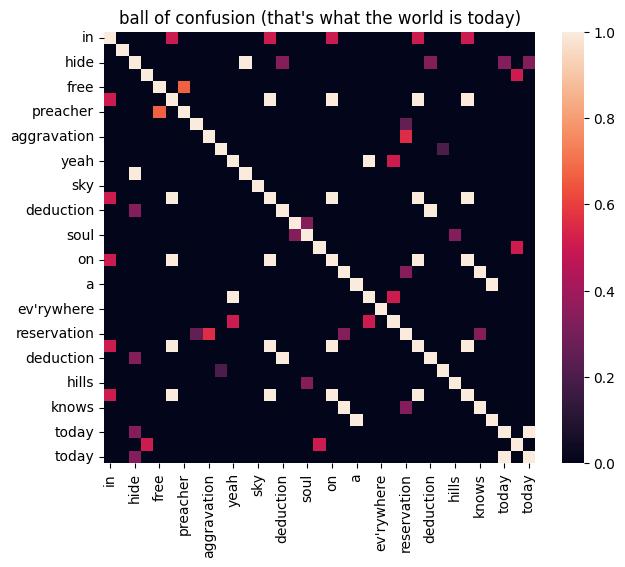 ball of confusion (that's what the world is today)
in
hide
free
preacher
aggravation
yeah
sky
deduction
soul
on
a
ev'rywhere
reservation
deduction
hills
knows
today
today
1.0
0.8
0.6
0.4
0.2
0.0
in
hide
free
preacher
aggravation
yeah
sky
deduction
soul
on
a
ev'rywhere
reservation
deduction
hills
knows
today
today